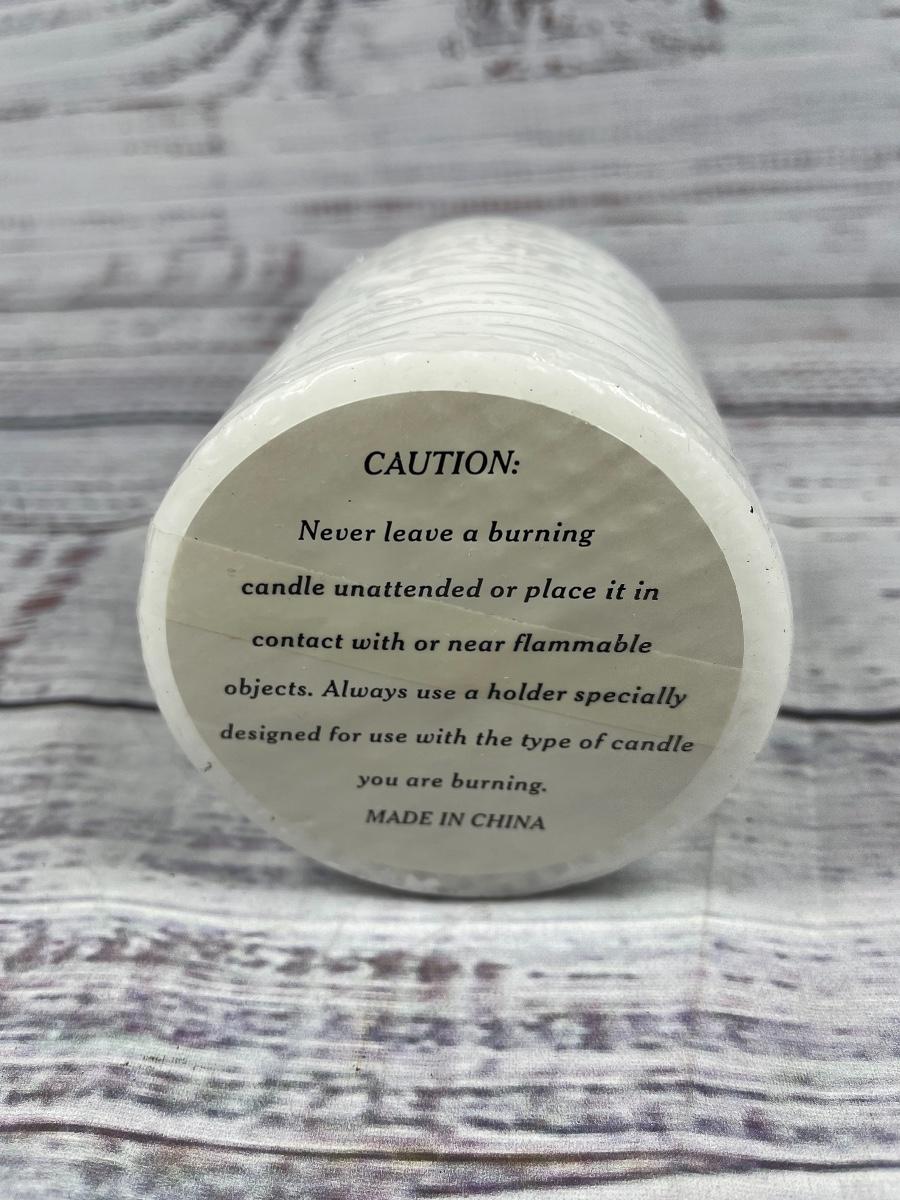 CAUTION:
Never leave a burning
candle unattended or place it in
contact with or near flammable
objects. Always use a holder specially
designed for use with the type of candle
you are burning.
MADE IN CHINA